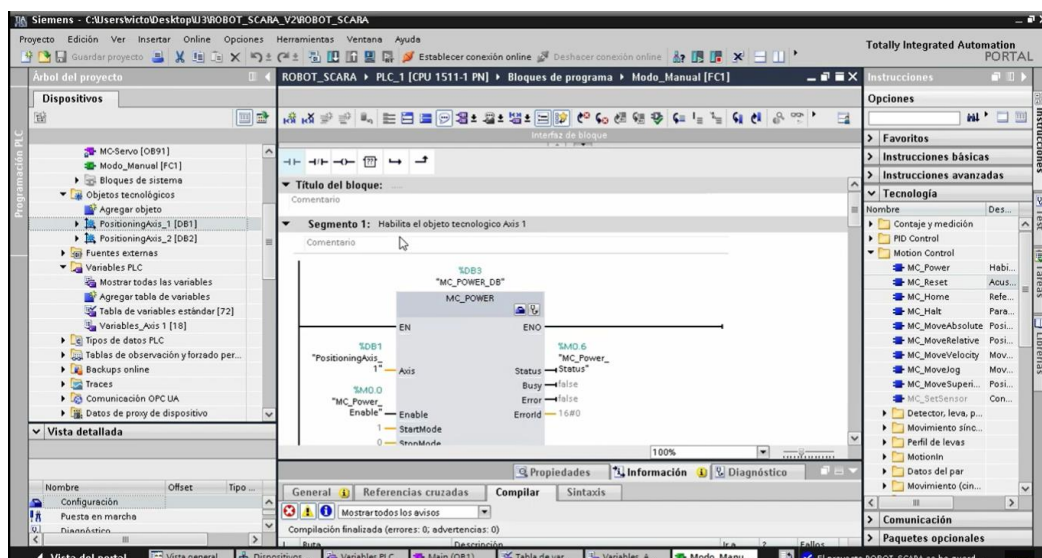 Siemens - C:\Users\victo\Desktop\U3\ROBOT_SCARA_V2\ROBOT_SCARA
Proyecto Edición Ver Insertar Online Opciones Herramientas Ventana Ayuda
Totally Integrated Automation
PORTAL
Guardar proyecto
Establecer conexión online
Deshacer conexión online
Árbol del proyecto
Dispositivos
Programación PLC
MC-Servo [OB91]
Modo_Manual [FC1]
Bloques de sistema
Objetos tecnológicos
Agregar objeto
PositioningAxis_1 [DB1]
PositioningAxis_2 [DB2]
Fuentes externas
Variables PLC
Mostrar todas las variables
Agregar tabla de variables
Tabla de variables estándar [72]
Variables_Axis 1 [18]
Tipos de datos PLC
Tablas de observación y forzado per...
Backups online
Traces
Comunicación OPC UA
Datos de proxy de dispositivo
Vista detallada
Nombre Offset Tipo ...
Configuración
Puesta en marcha
Diagnóstico
ROBOT_SCARA PLC_1 [CPU 1511-1 PN] Bloques de programa Modo_Manual [FC1]
Interfaz de bloque
Título del bloque: .....
Comentario
Segmento 1: Habilita el objeto tecnologico Axis 1
Comentario
%DB3
"MC_POWER_DB"
MC_POWER
EN ENO
%DB1
"PositioningAxis_
1" Axis
%M0.6
"MC_Power_
Status" Status
Busy false
Error false
ErrorId 16#0
%M0.0
"MC_Power_
Enable" Enable
1 StartMode
0 StopMode
100%
Propiedades Información Diagnóstico
General Referencias cruzadas Compilar Sintaxis
Mostrar todos los avisos
Compilación finalizada (errores: 0; advertencias: 0)
! Ruta Descripción Ir a ? Fallos
Instrucciones
Opciones
Favoritos
Instrucciones básicas
Instrucciones avanzadas
Tecnología
Nombre Des...
Contaje y medición
PID Control
Motion Control
MC_Power Habi...
MC_Reset Acus...
MC_Home Refe...
MC_Halt Para...
MC_MoveAbsolute Posi...
MC_MoveRelative Posi...
MC_MoveVelocity Mov...
MC_MoveJog Mov...
MC_MoveSuperi... Posi...
MC_SetSensor Con...
Detector, leva, p...
Movimiento sínc...
Perfil de levas
MotionIn
Datos del par
Movimiento (cin...
Comunicación
Paquetes opcionales
Instrucciones
Test
Tareas
Librerías
Vista del portal
Vista general
Dispositivos
Variables PLC
Main (OB1)
Tabla de var...
Variables_A...
Modo_Manu...